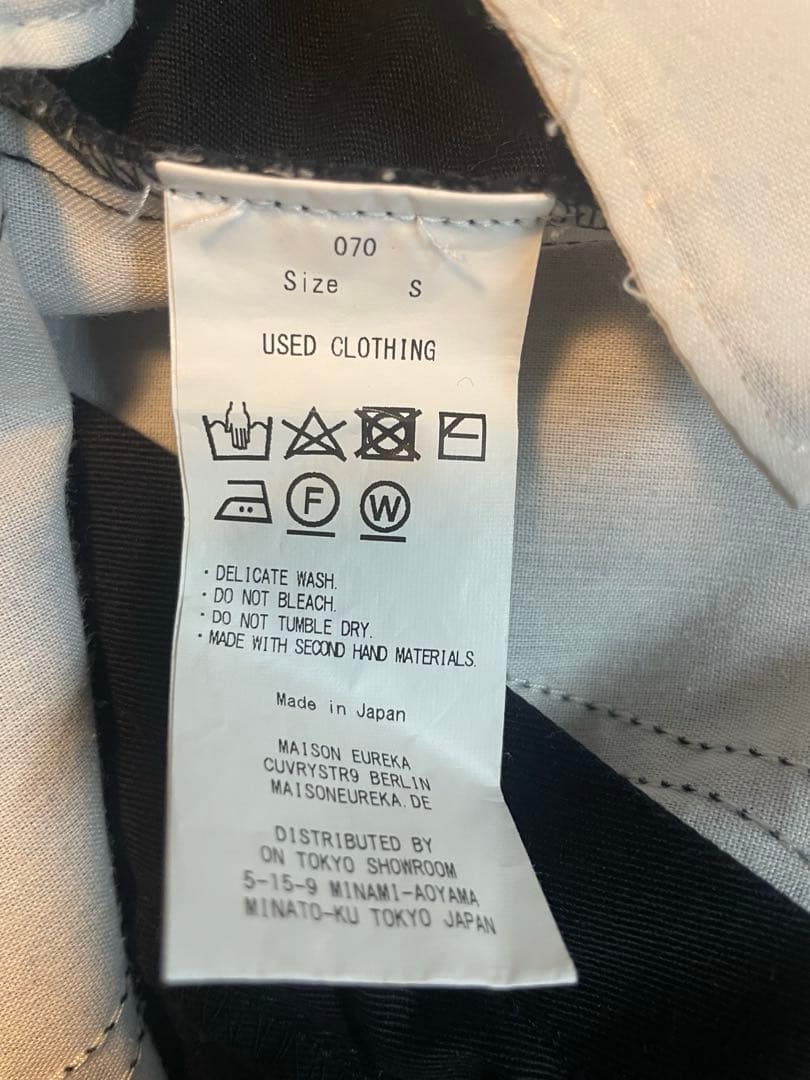 070
Size S
USED CLOTHING
F W
・DELICATE WASH.
・DO NOT BLEACH.
・DO NOT TUMBLE DRY.
・MADE WITH SECOND HAND MATERIALS.
Made in Japan
MAISON EUREKA
CUVRYSTR9 BERLIN
MAISONEUREKA.DE
DISTRIBUTED BY
ON TOKYO SHOWROOM
5-15-9 MINAMI-AOYAMA
MINATO-KU TOKYO JAPAN